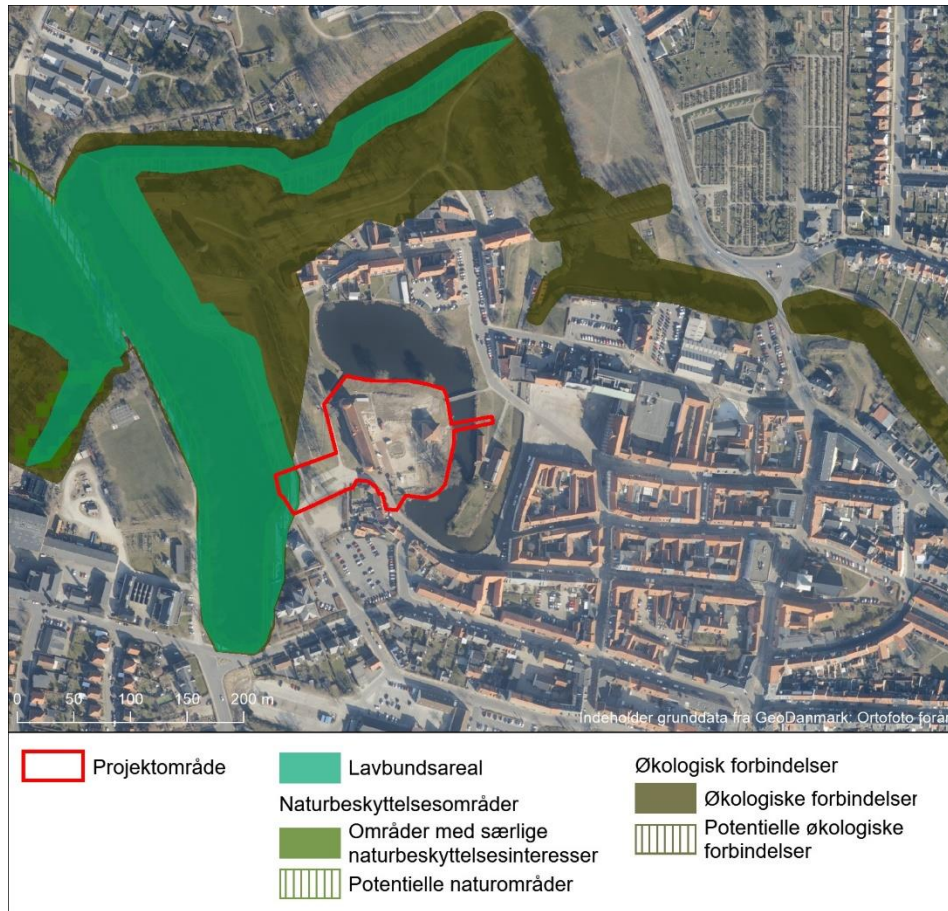 0 50 100 150 200 m
Indeholder grunddata fra GeoDanmark: Ortofoto forår
Projektområde
Lavbundsareal
Naturbeskyttelsesområder
Områder med særlige
naturbeskyttelsesinteresser
Potentielle naturområder
Økologisk forbindelser
Økologiske forbindelser
Potentielle økologiske
forbindelser